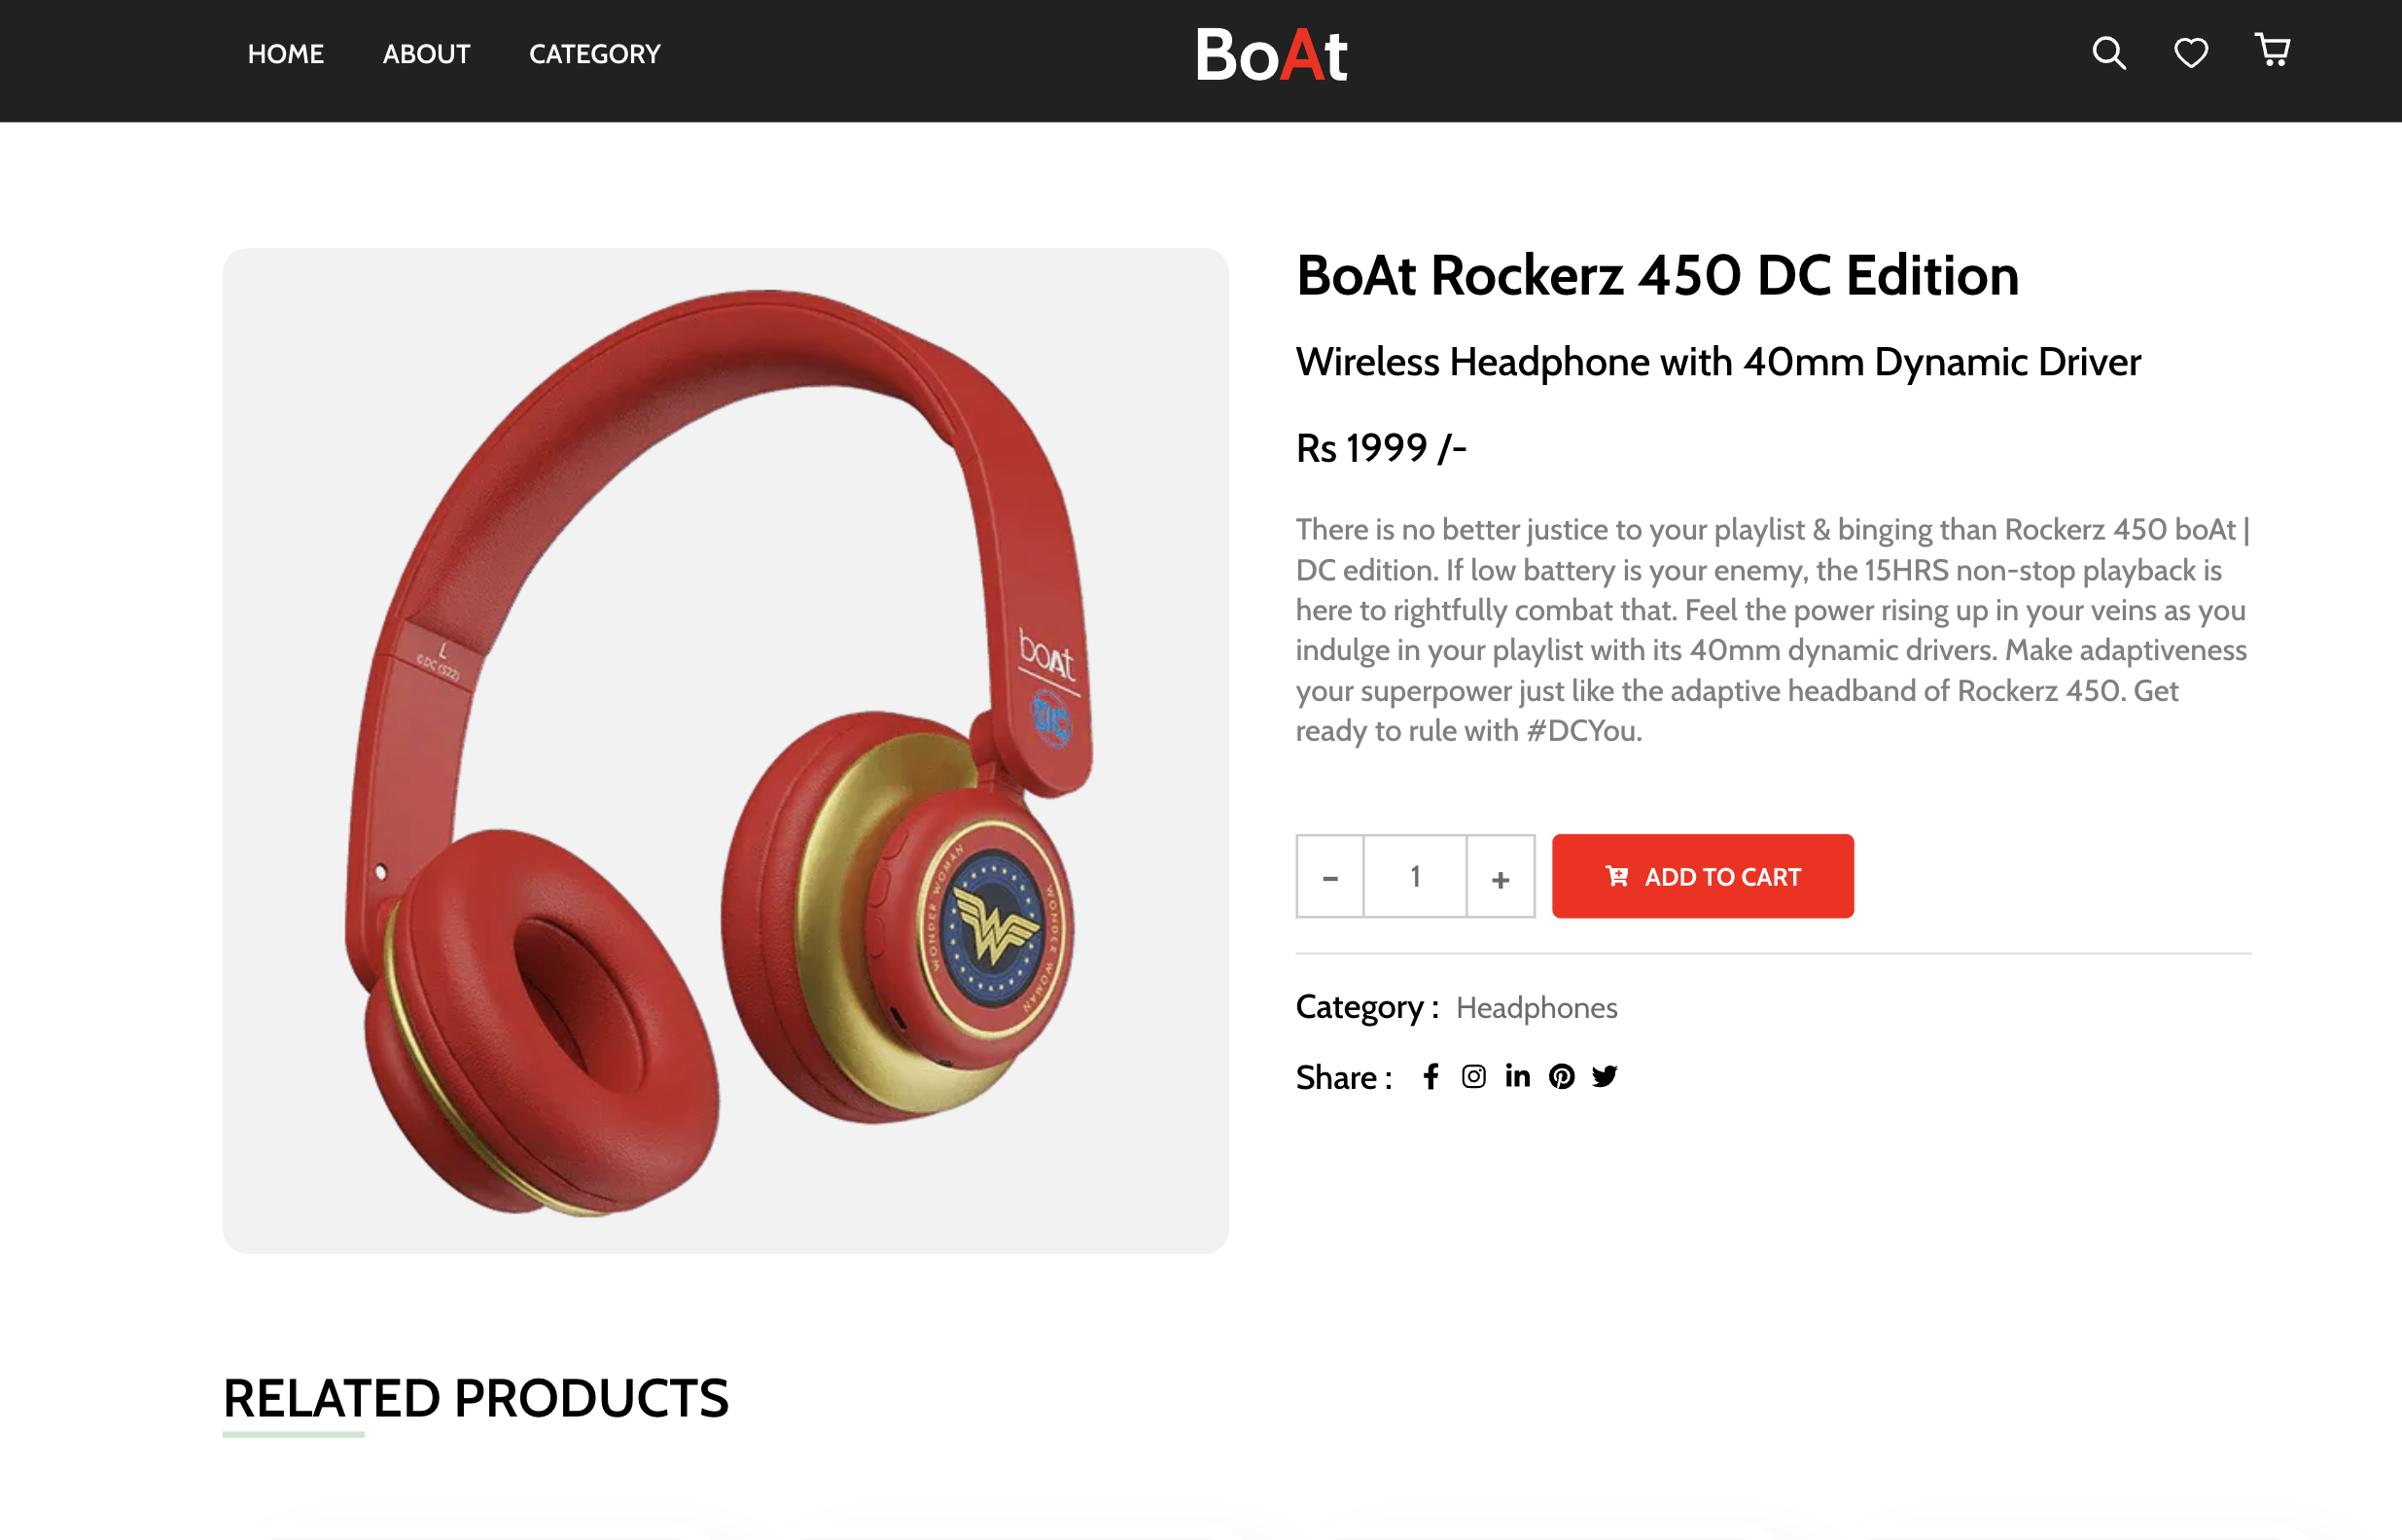 HOME ABOUT CATEGORY BoAt
BoAt Rockerz 450 DC Edition
Wireless Headphone with 40mm Dynamic Driver
Rs 1999 /-
There is no better justice to your playlist & binging than Rockerz 450 boAt |
DC edition. If low battery is your enemy, the 15HRS non-stop playback is
here to rightfully combat that. Feel the power rising up in your veins as you
indulge in your playlist with its 40mm dynamic drivers. Make adaptiveness
your superpower just like the adaptive headband of Rockerz 450. Get
ready to rule with #DCYou.
- 1 + ADD TO CART
Category : Headphones
Share :
L
©DC (S22)
boAt
DC
WONDER WOMAN
WONDER WOMAN
W
RELATED PRODUCTS